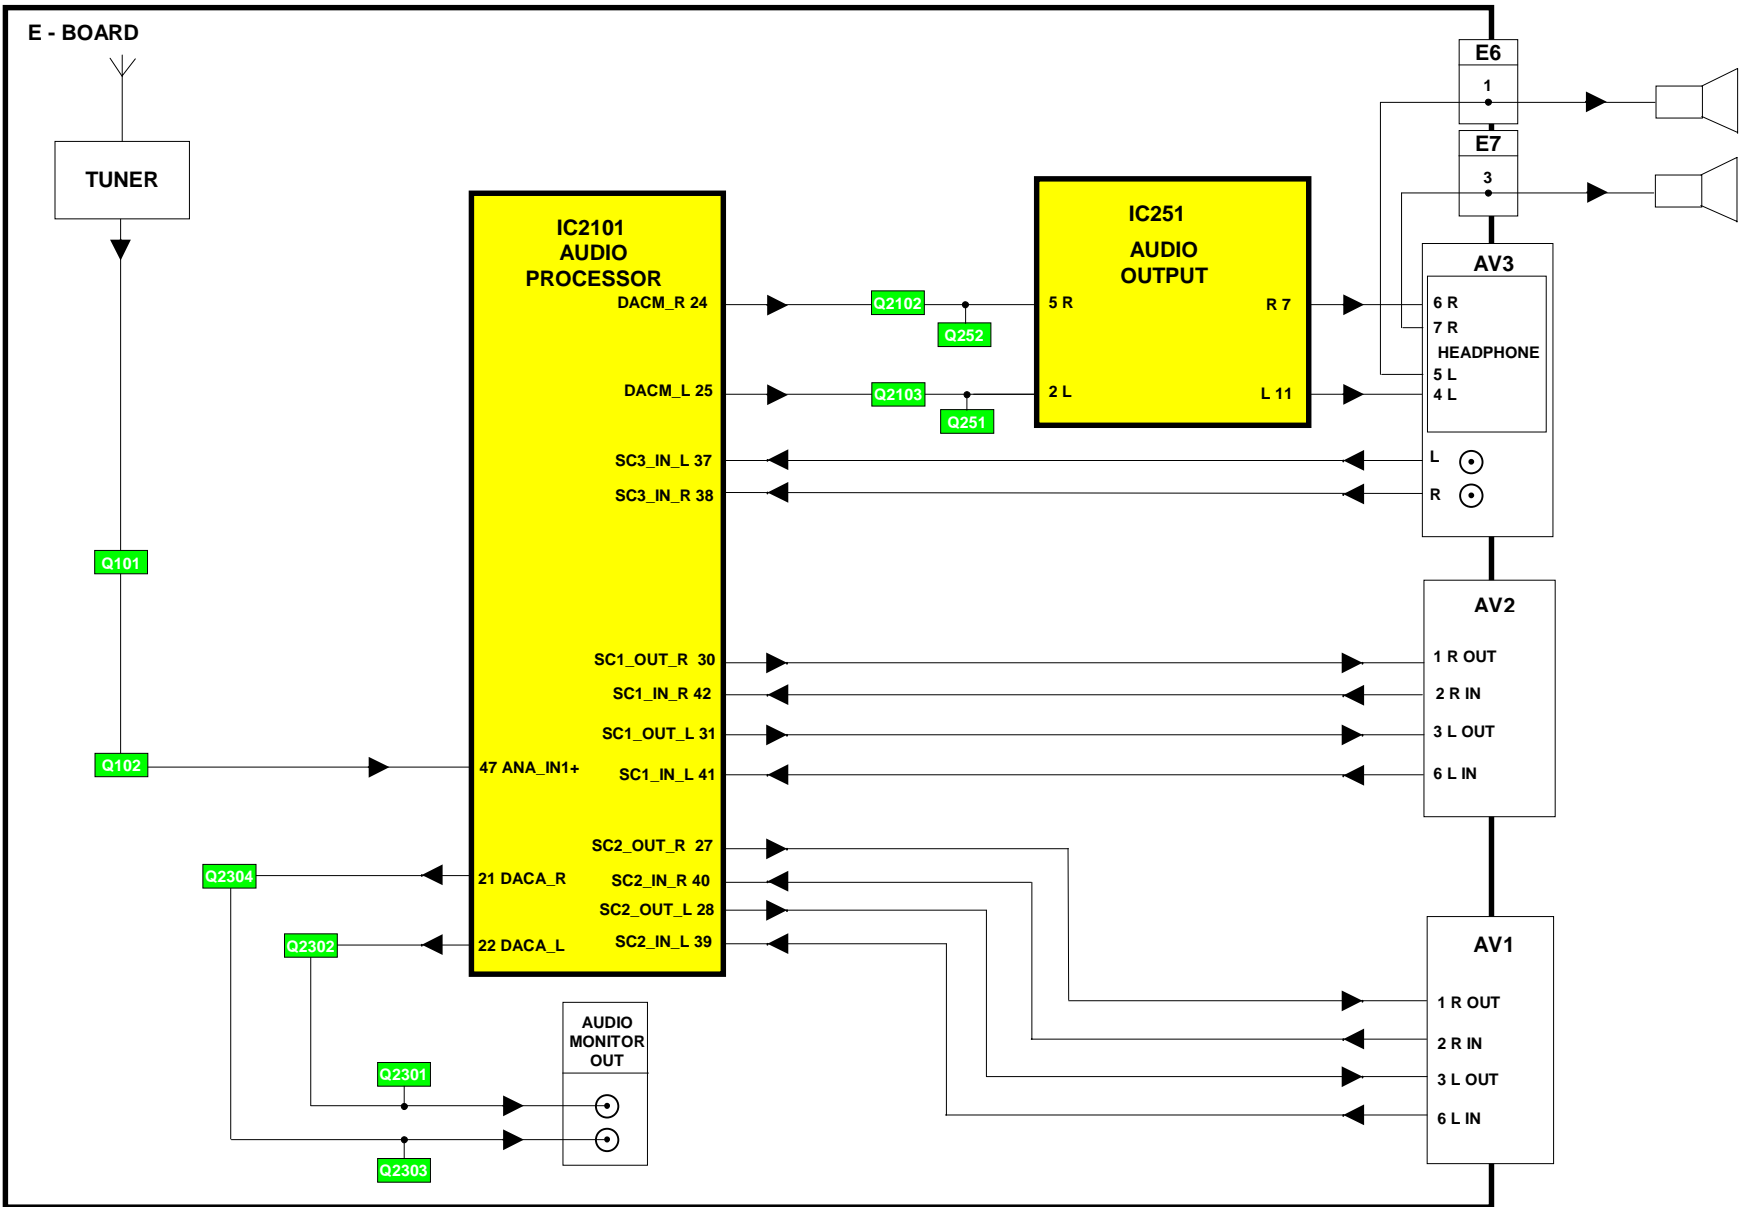 E - BOARD
TUNER
Q101
Q102
IC2101
AUDIO
PROCESSOR
DACM_R 24
DACM_L 25
SC3_IN_L 37
SC3_IN_R 38
SC1_OUT_R 30
SC1_IN_R 42
SC1_OUT_L 31
47 ANA_IN1+
SC1_IN_L 41
SC2_OUT_R 27
21 DACA_R
SC2_IN_R 40
SC2_OUT_L 28
22 DACA_L
SC2_IN_L 39
Q2304
Q2302
Q2301
Q2303
AUDIO
MONITOR
OUT
Q2102
Q252
Q2103
Q251
IC251
AUDIO
OUTPUT
5 R
R 7
2 L
L 11
E6
1
E7
3
AV3
6 R
7 R
HEADPHONE
5 L
4 L
L
R
AV2
1 R OUT
2 R IN
3 L OUT
6 L IN
AV1
1 R OUT
2 R IN
3 L OUT
6 L IN